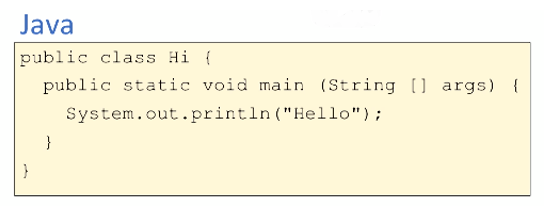 Java
public class Hi {
public static void main (String [] args) {
System.out.println("Hello");
}
}